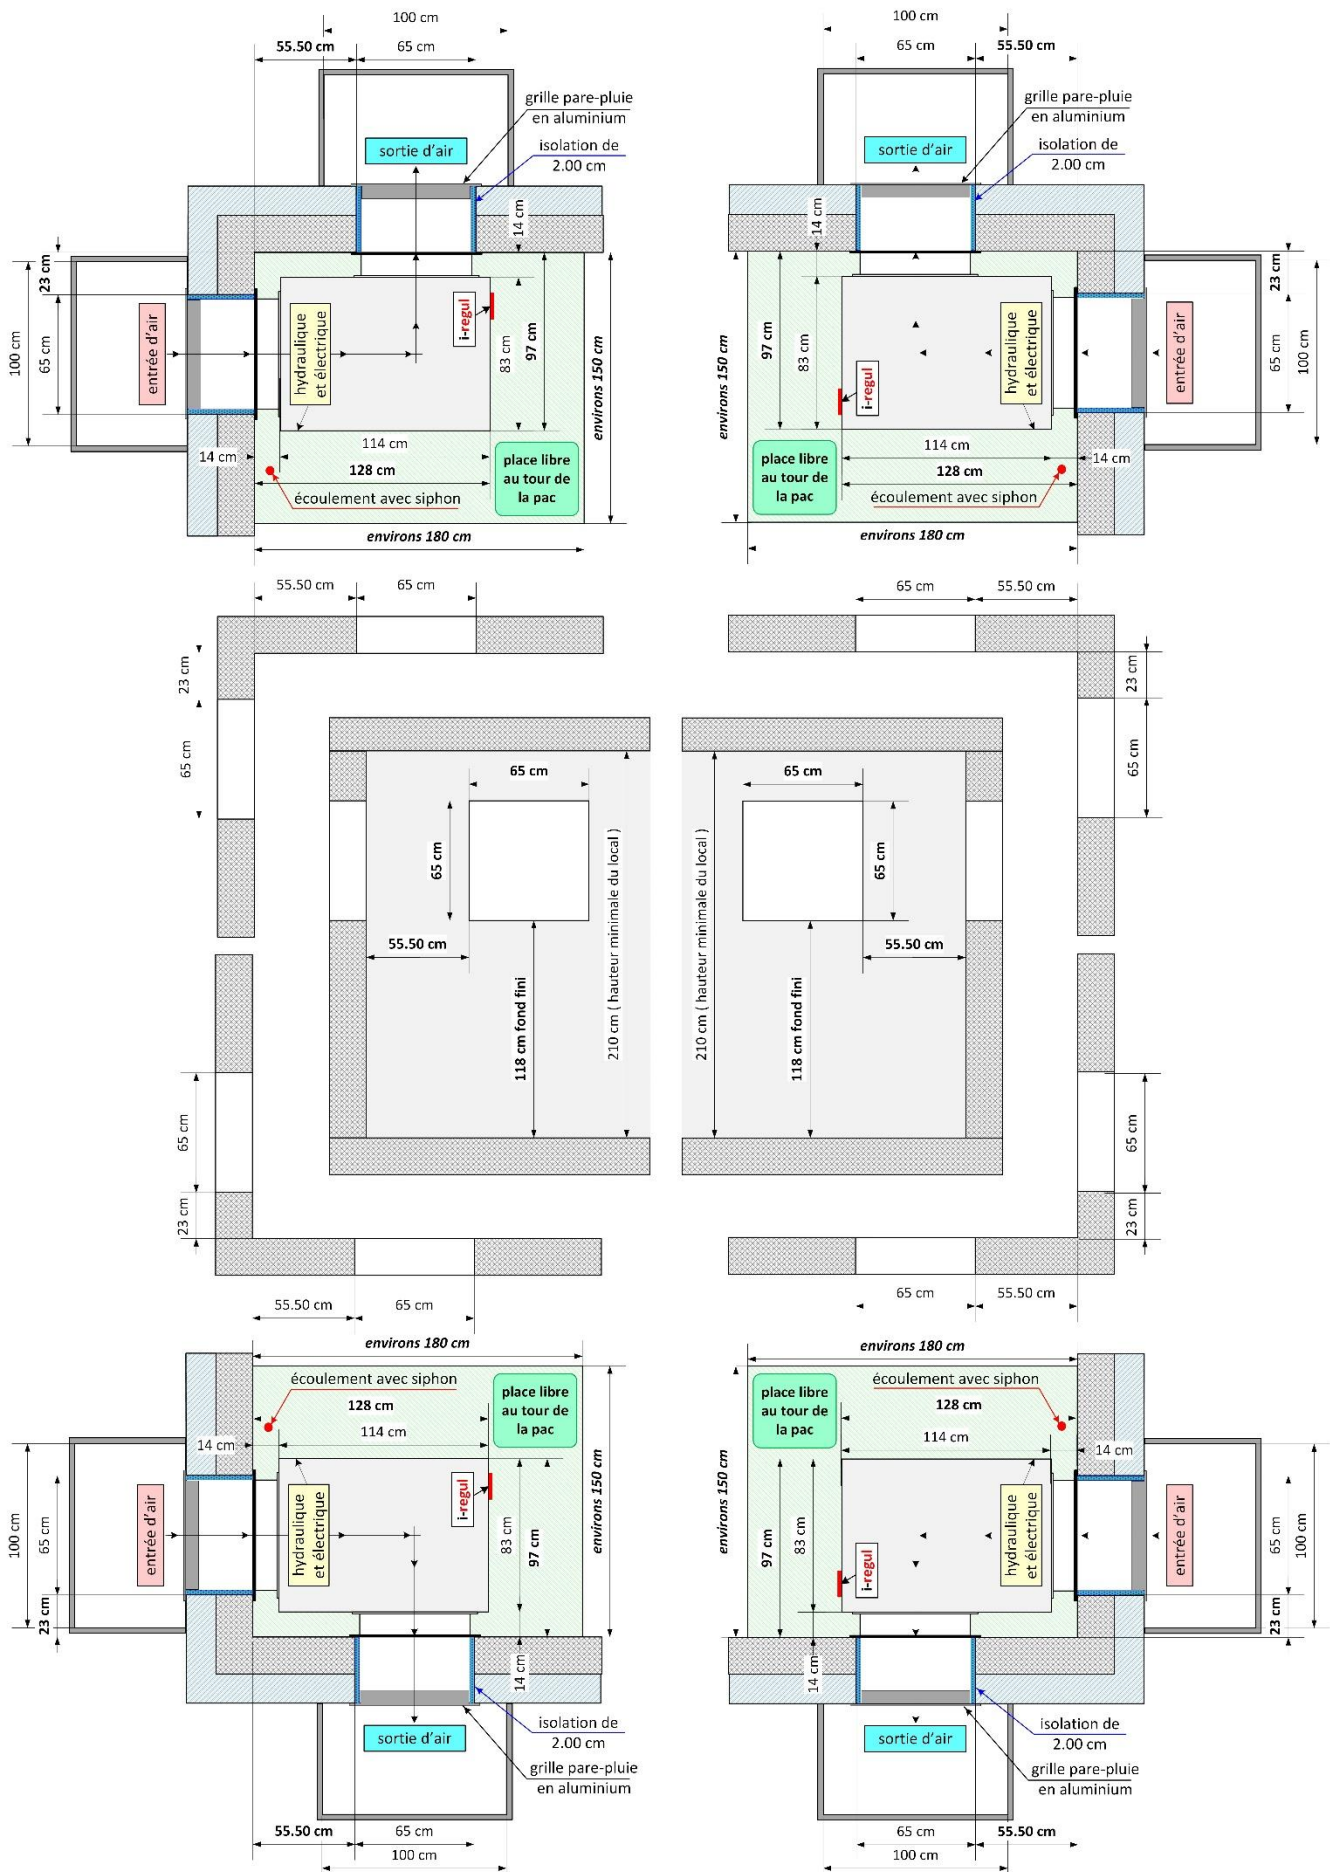 100 cm
55.50 cm
65 cm
grille pare-pluie
en aluminium
sortie d'air
isolation de
2.00 cm
14 cm
23 cm
100 cm
65 cm
entrée d'air
hydraulique
et électrique
i-regul
83 cm
97 cm
environs 150 cm
14 cm
114 cm
128 cm
écoulement avec siphon
place libre
au tour de
la pac
environs 180 cm
100 cm
65 cm
55.50 cm
grille pare-pluie
en aluminium
sortie d'air
isolation de
2.00 cm
14 cm
23 cm
environs 150 cm
97 cm
83 cm
i-regul
hydraulique
et électrique
entrée d'air
65 cm
100 cm
114 cm
14 cm
128 cm
place libre
au tour de
la pac
écoulement avec siphon
environs 180 cm
55.50 cm
65 cm
65 cm
55.50 cm
23 cm
65 cm
23 cm
65 cm
65 cm
65 cm
55.50 cm
118 cm fond fini
210 cm ( hauteur minimale du local )
65 cm
65 cm
55.50 cm
210 cm ( hauteur minimale du local )
118 cm fond fini
65 cm
23 cm
65 cm
23 cm
55.50 cm
65 cm
65 cm
55.50 cm
environs 180 cm
écoulement avec siphon
place libre
au tour de
la pac
128 cm
114 cm
14 cm
100 cm
65 cm
23 cm
entrée d'air
hydraulique
et électrique
i-regul
83 cm
97 cm
environs 150 cm
14 cm
isolation de
2.00 cm
sortie d'air
grille pare-pluie
en aluminium
55.50 cm
65 cm
100 cm
environs 180 cm
place libre
au tour de
la pac
écoulement avec siphon
128 cm
114 cm
14 cm
environs 150 cm
97 cm
83 cm
i-regul
hydraulique
et électrique
entrée d'air
65 cm
100 cm
23 cm
14 cm
isolation de
2.00 cm
sortie d'air
grille pare-pluie
en aluminium
65 cm
55.50 cm
100 cm